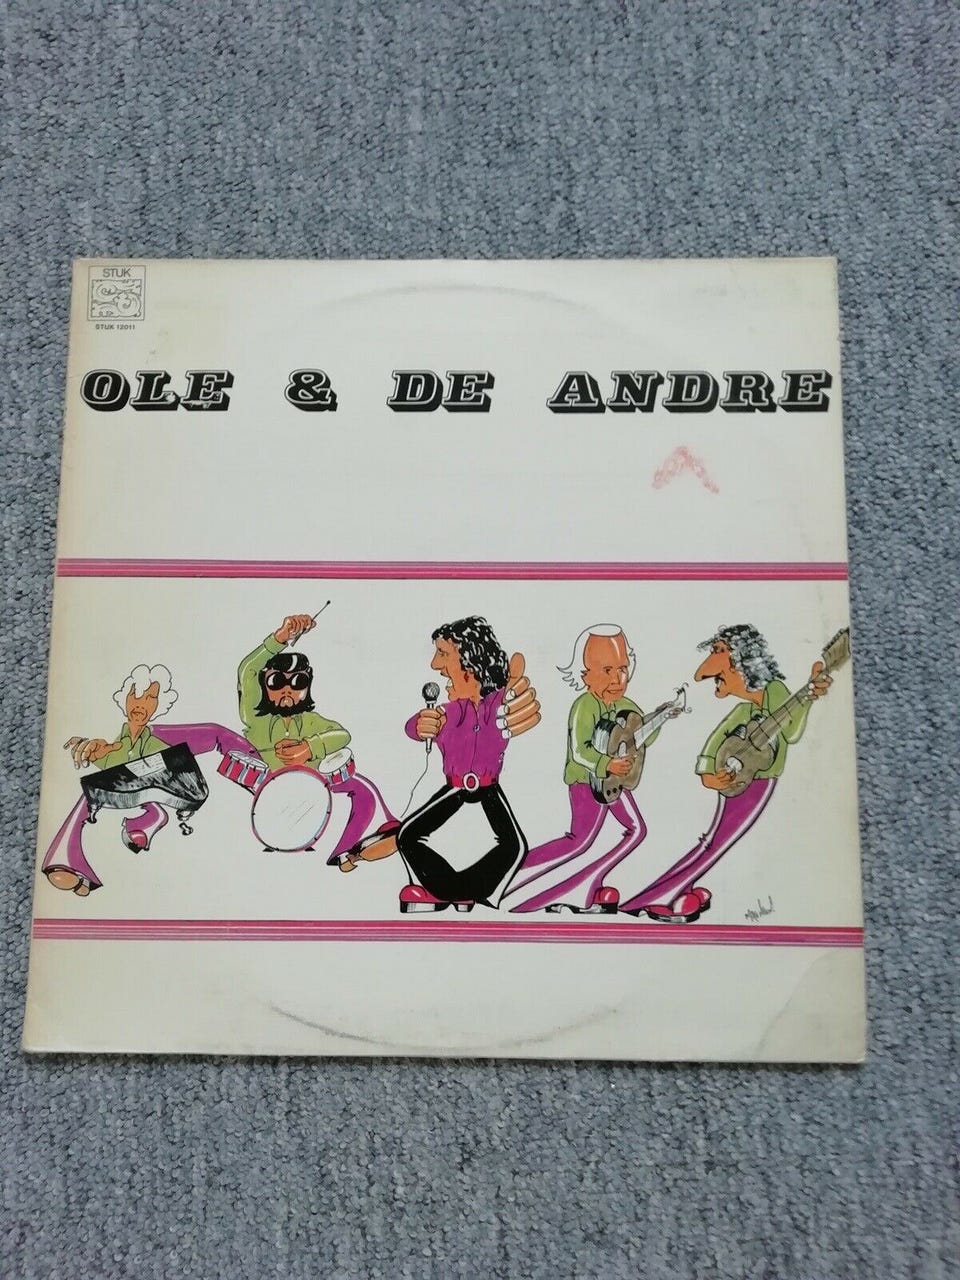 STUK
STUK 12011
OLE & DE ANDRE